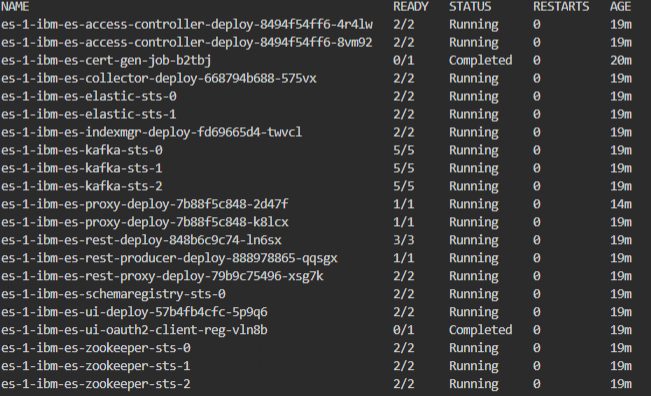 NAME READY STATUS RESTARTS AGE
es-1-ibm-es-access-controller-deploy-8494f54ff6-4r4lw 2/2 Running 0 19m
es-1-ibm-es-access-controller-deploy-8494f54ff6-8vm92 2/2 Running 0 19m
es-1-ibm-es-cert-gen-job-b2tbj 0/1 Completed 0 20m
es-1-ibm-es-collector-deploy-668794b688-575vx 2/2 Running 0 19m
es-1-ibm-es-elastic-sts-0 2/2 Running 0 19m
es-1-ibm-es-elastic-sts-1 2/2 Running 0 19m
es-1-ibm-es-indexmgr-deploy-fd69665d4-twvcl 2/2 Running 0 19m
es-1-ibm-es-kafka-sts-0 5/5 Running 0 19m
es-1-ibm-es-kafka-sts-1 5/5 Running 0 19m
es-1-ibm-es-kafka-sts-2 5/5 Running 0 19m
es-1-ibm-es-proxy-deploy-7b88f5c848-2d47f 1/1 Running 0 14m
es-1-ibm-es-proxy-deploy-7b88f5c848-k8lcx 1/1 Running 0 19m
es-1-ibm-es-rest-deploy-848b6c9c74-ln6sx 3/3 Running 0 19m
es-1-ibm-es-rest-producer-deploy-888978865-qqsgx 1/1 Running 0 19m
es-1-ibm-es-rest-proxy-deploy-79b9c75496-xsg7k 2/2 Running 0 19m
es-1-ibm-es-schemaregistry-sts-0 2/2 Running 0 19m
es-1-ibm-es-ui-deploy-57b4fb4cfc-5p9q6 2/2 Running 0 19m
es-1-ibm-es-ui-oauth2-client-reg-vln8b 0/1 Completed 0 19m
es-1-ibm-es-zookeeper-sts-0 2/2 Running 0 19m
es-1-ibm-es-zookeeper-sts-1 2/2 Running 0 19m
es-1-ibm-es-zookeeper-sts-2 2/2 Running 0 19m